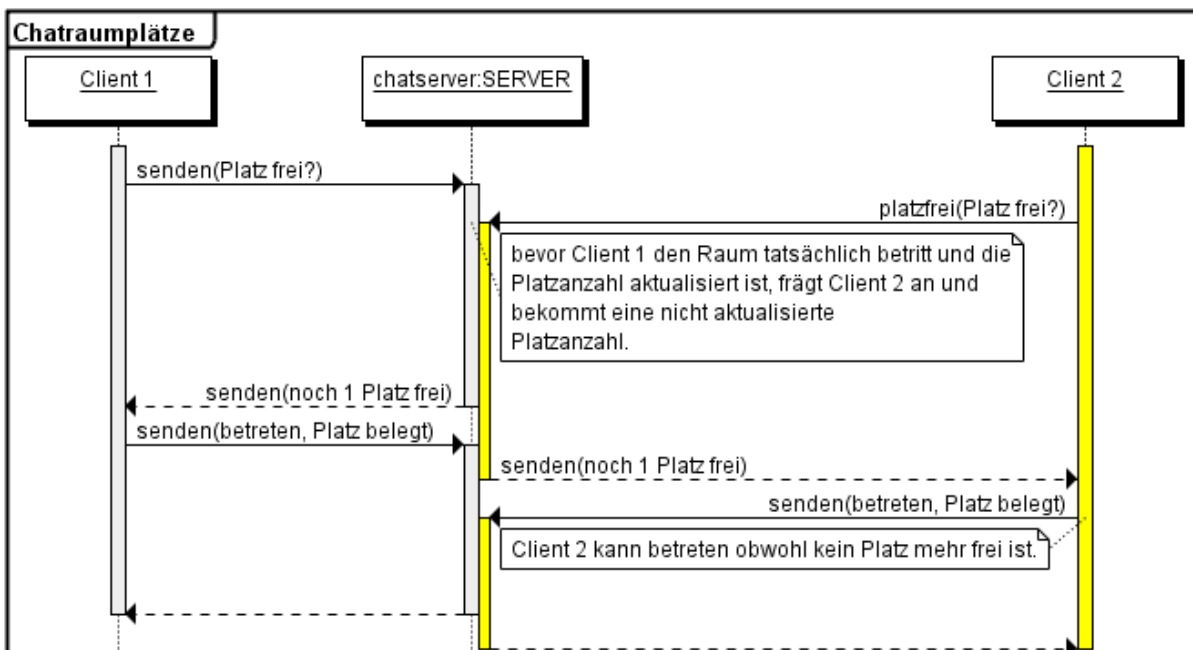 Chatraumplätze
Client 1
chatserver:SERVER
Client 2
senden(Platz frei?)
platzfrei(Platz frei?)
bevor Client 1 den Raum tatsächlich betritt und die
Platzanzahl aktualisiert ist, frägt Client 2 an und
bekommt eine nicht aktualisierte
Platzanzahl.
senden(noch 1 Platz frei)
senden(betreten, Platz belegt)
senden(noch 1 Platz frei)
senden(betreten, Platz belegt)
Client 2 kann betreten obwohl kein Platz mehr frei ist.